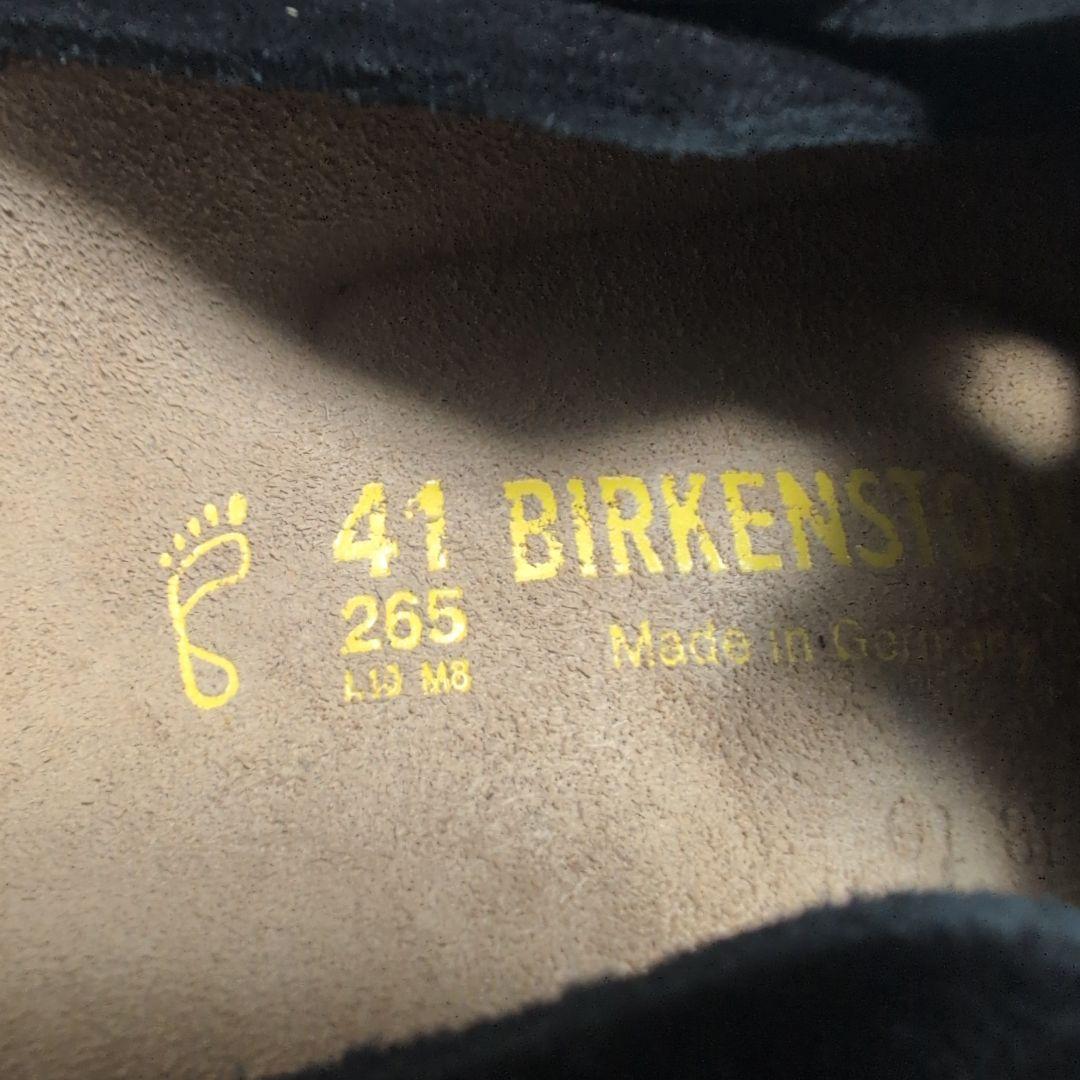 41 BIRKENSTO
265
L10 M8
Made in Germany